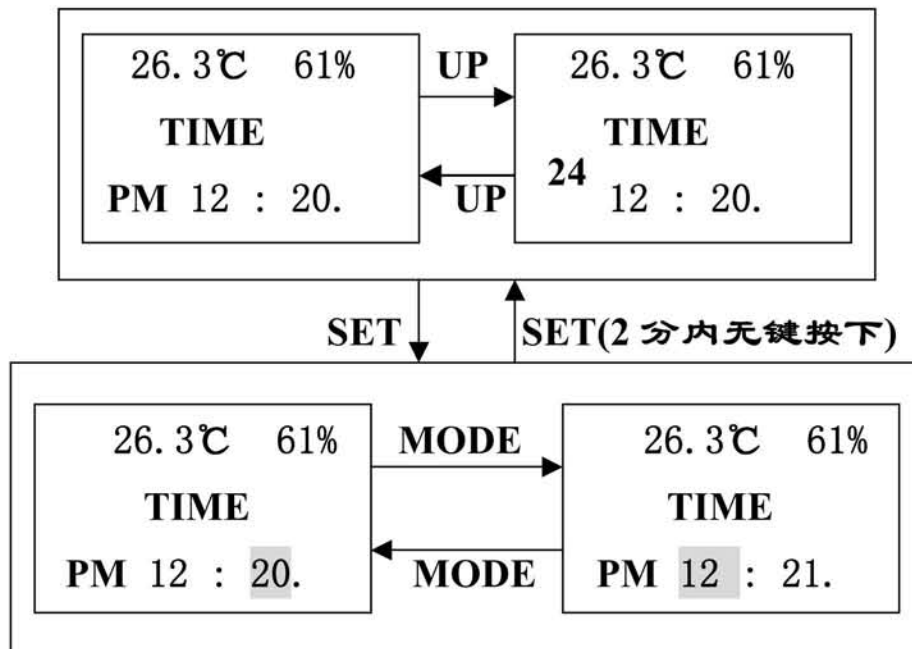 26.3℃ 61%
TIME
PM 12 : 20.
UP
UP
26.3℃ 61%
TIME
24
12 : 20.
SET
SET(2分内无键按下)
26.3℃ 61%
TIME
PM 12 : 20.
MODE
MODE
26.3℃ 61%
TIME
PM 12 : 21.